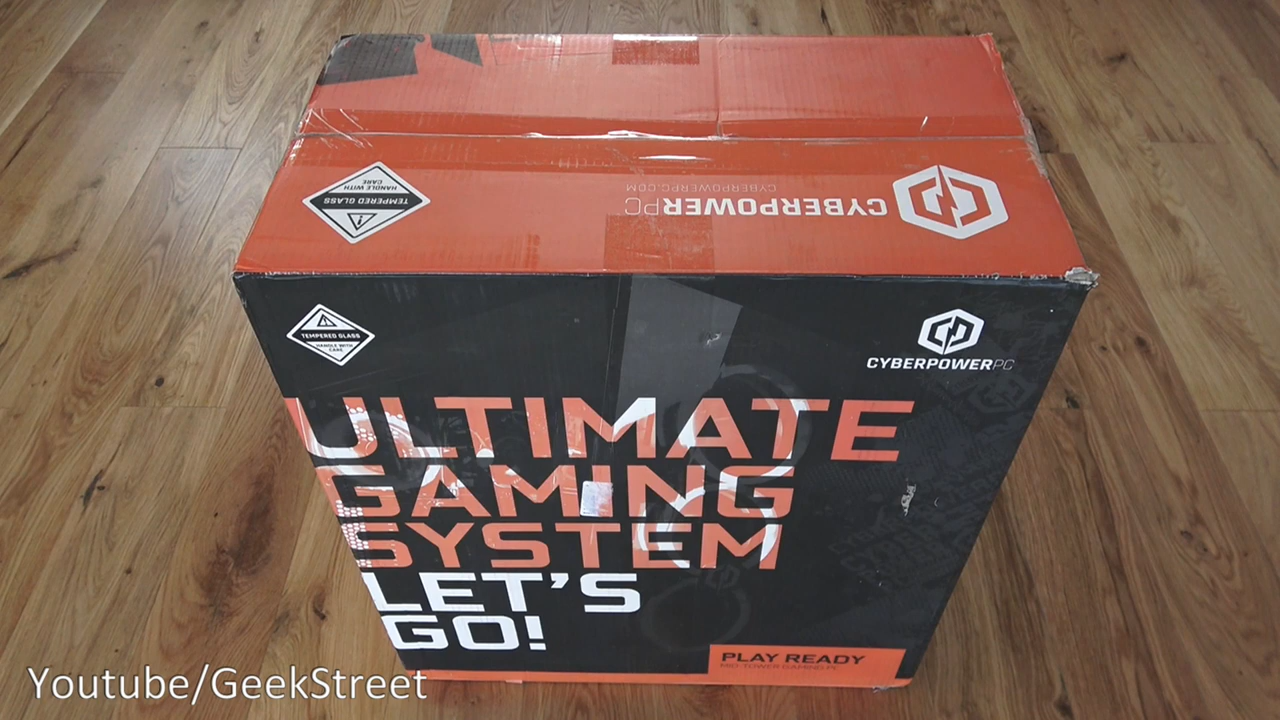 TEMPERED GLASS
HANDLE WITH
CARE
CYBERPOWERPC
CYBERPOWERPC.COM
TEMPERED GLASS
HANDLE WITH
CARE
CYBERPOWERPC
ULTIMATE
GAMING
SYSTEM
LET'S
GO!
PLAY READY
MID-TOWER GAMING PC
Youtube/GeekStreet